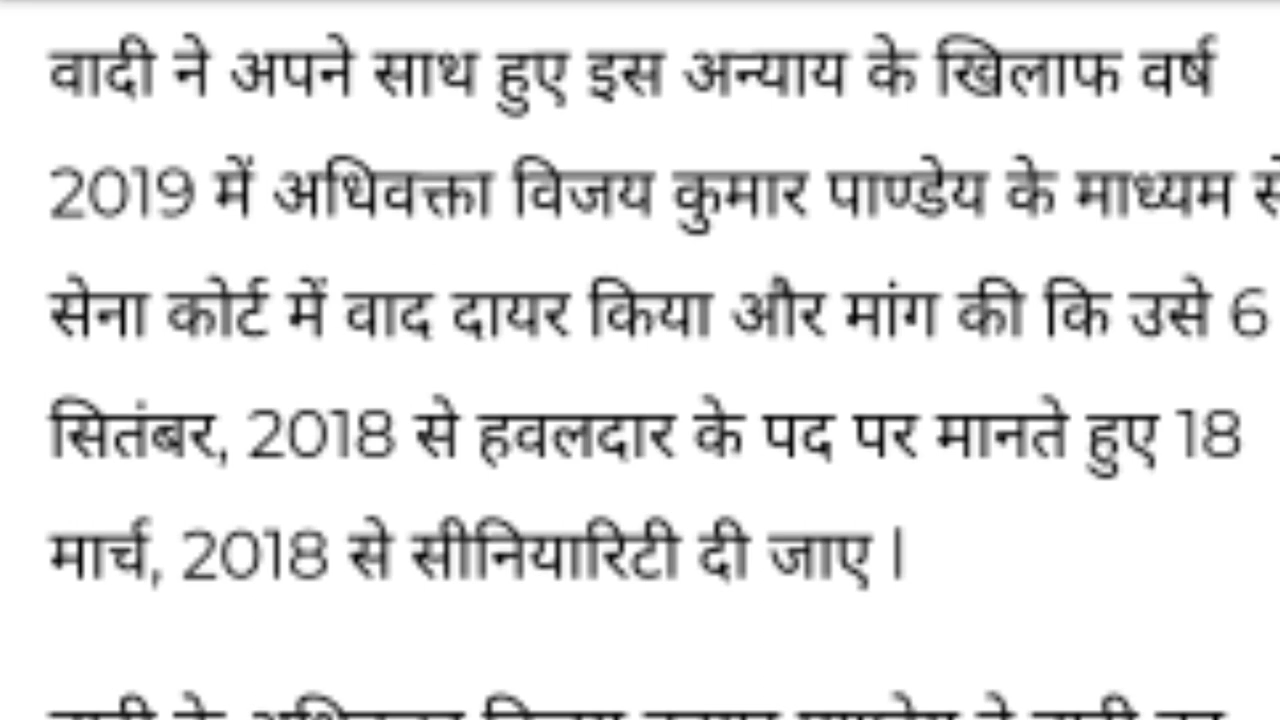 वादी ने अपने साथ हुए इस अन्याय के खिलाफ वर्ष
2019 में अधिवक्ता विजय कुमार पाण्डेय के माध्यम से
सेना कोर्ट में वाद दायर किया और मांग की कि उसे 6
सितंबर, 2018 से हवलदार के पद पर मानते हुए 18
मार्च, 2018 से सीनियारिटी दी जाए |